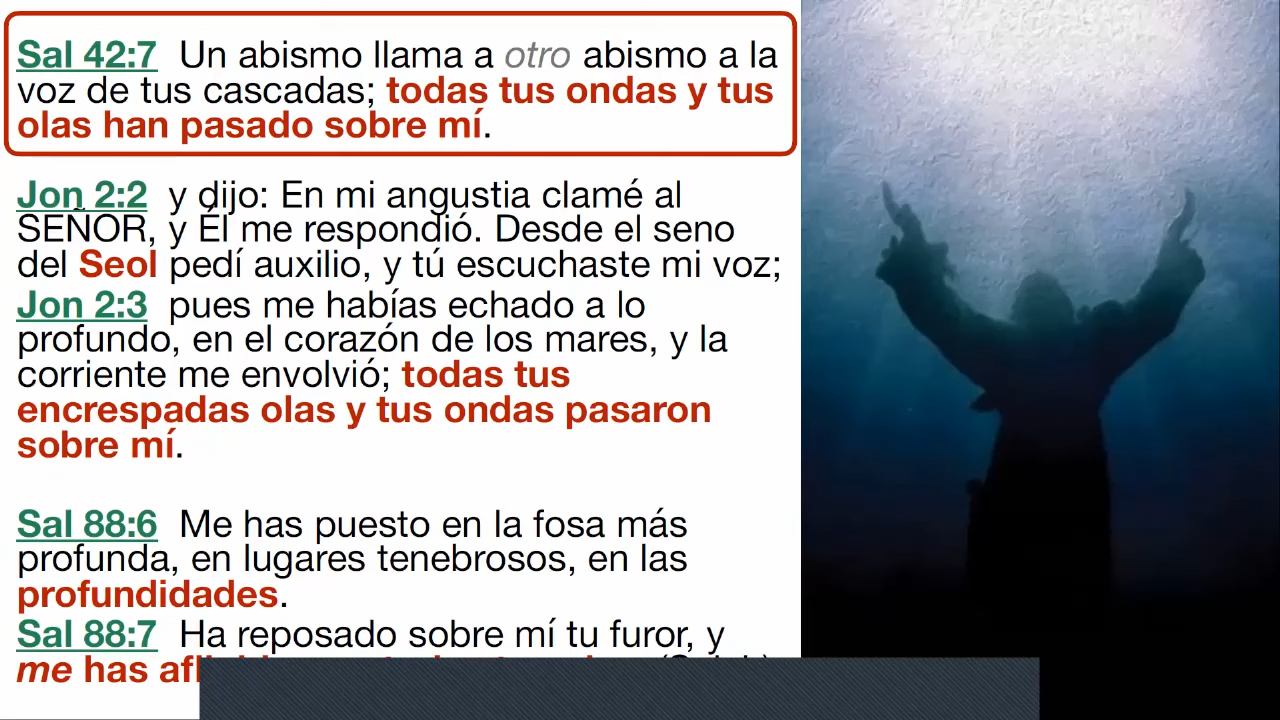 Sal 42:7 Un abismo llama a otro abismo a la
voz de tus cascadas; todas tus ondas y tus
olas han pasado sobre mí.
Jon 2:2 y dijo: En mi angustia clamé al
SEÑOR, y Él me respondió. Desde el seno
del Seol pedí auxilio, y tú escuchaste mi voz;
Jon 2:3 pues me habías echado a lo
profundo, en el corazón de los mares, y la
corriente me envolvió; todas tus
encrespadas olas y tus ondas pasaron
sobre mí.
Sal 88:6 Me has puesto en la fosa más
profunda, en lugares tenebrosos, en las
profundidades.
Sal 88:7 Ha reposado sobre mí tu furor, y
me has